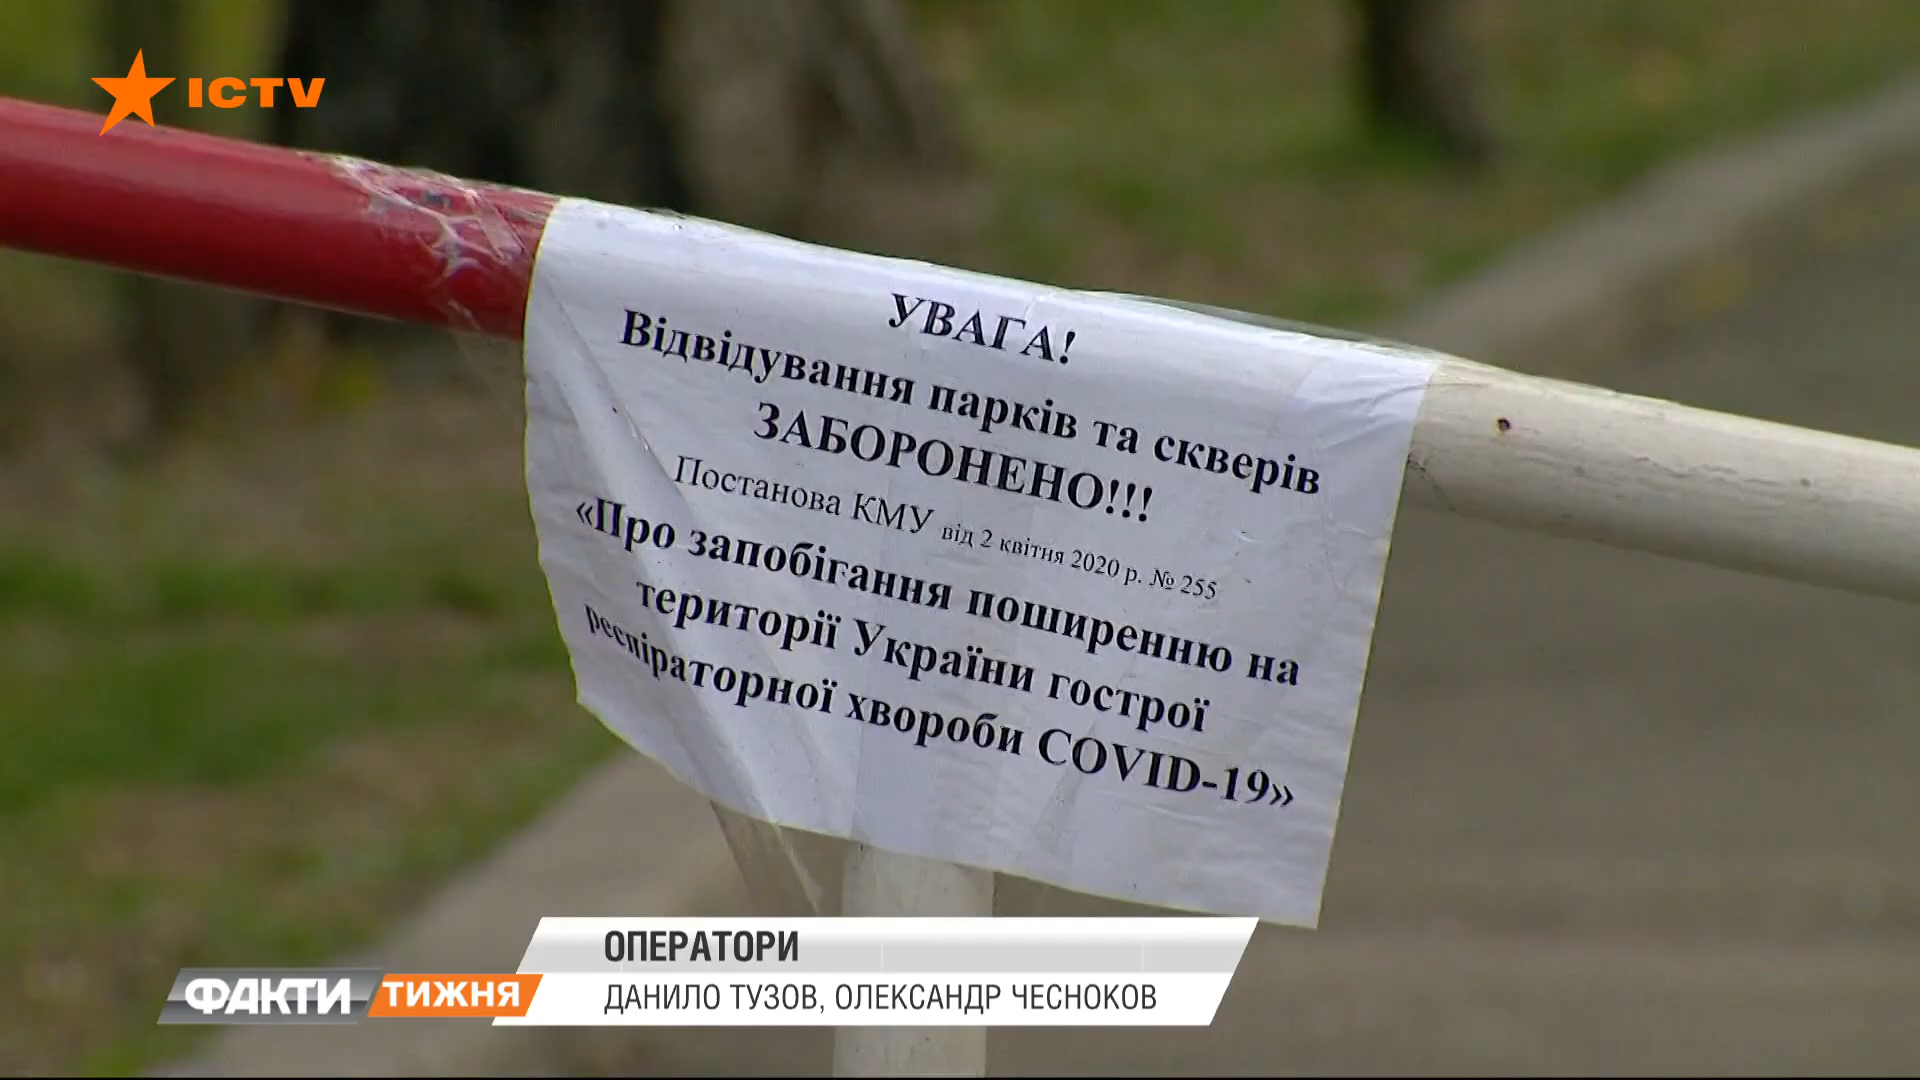 ICTV
УВАГА!
Відвідування парків та скверів
ЗАБОРОНЕНО!!!
Постанова КМУ від 2 квітня 2020 р. № 255
«Про запобігання поширенню на
території України гострої
респіраторної хвороби COVID-19»
ОПЕРАТОРИ
ФАКТИ ТИЖНЯ
ДАНИЛО ТУЗОВ, ОЛЕКСАНДР ЧЕСНОКОВ